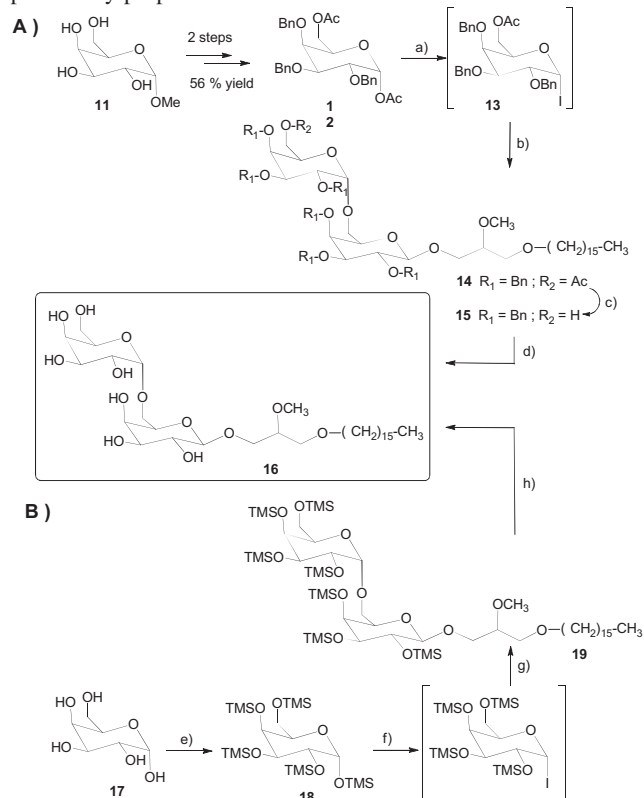 A )
HO OH
HO
O
HO
OH
OMe
11
2 steps
56 % yield
OAc
BnO
O
BnO
OBn
OAc
1
2
a)
OAc
BnO
O
BnO
OBn
I
13
b)
O-R2
R1-O
O
R1-O
O-R1
O
R1-O
O
R1-O
O-R1
O
OCH3
O—( CH2)15-CH3
14 R1 = Bn ; R2 = Ac
c)
15 R1 = Bn ; R2 = H
d)
HO OH
O
HO
OH
O
HO
O
HO
OH
O
OCH3
O—( CH2)15-CH3
16
h)
B )
OTMS
TMSO
O
TMSO
TMSO
O
TMSO
O
TMSO
OTMS
O
OCH3
O—( CH2)15-CH3
19
g)
OH
HO
O
HO
OH
OH
17
e)
OTMS
TMSO
O
TMSO
TMSO
OTMS
18
f)
OTMS
TMSO
O
TMSO
TMSO
I